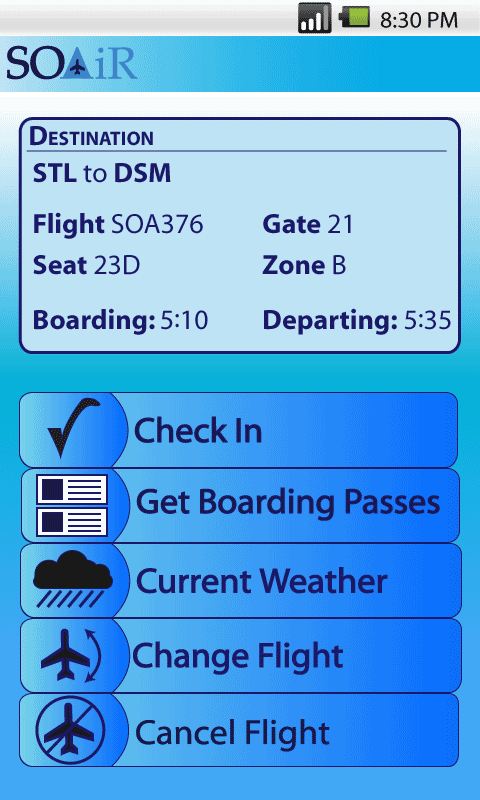 8:30 PM
SOAiR
DESTINATION
STL to DSM
Flight SOA376 Gate 21
Seat 23D Zone B
Boarding: 5:10 Departing: 5:35
Check In
Get Boarding Passes
Current Weather
Change Flight
Cancel Flight